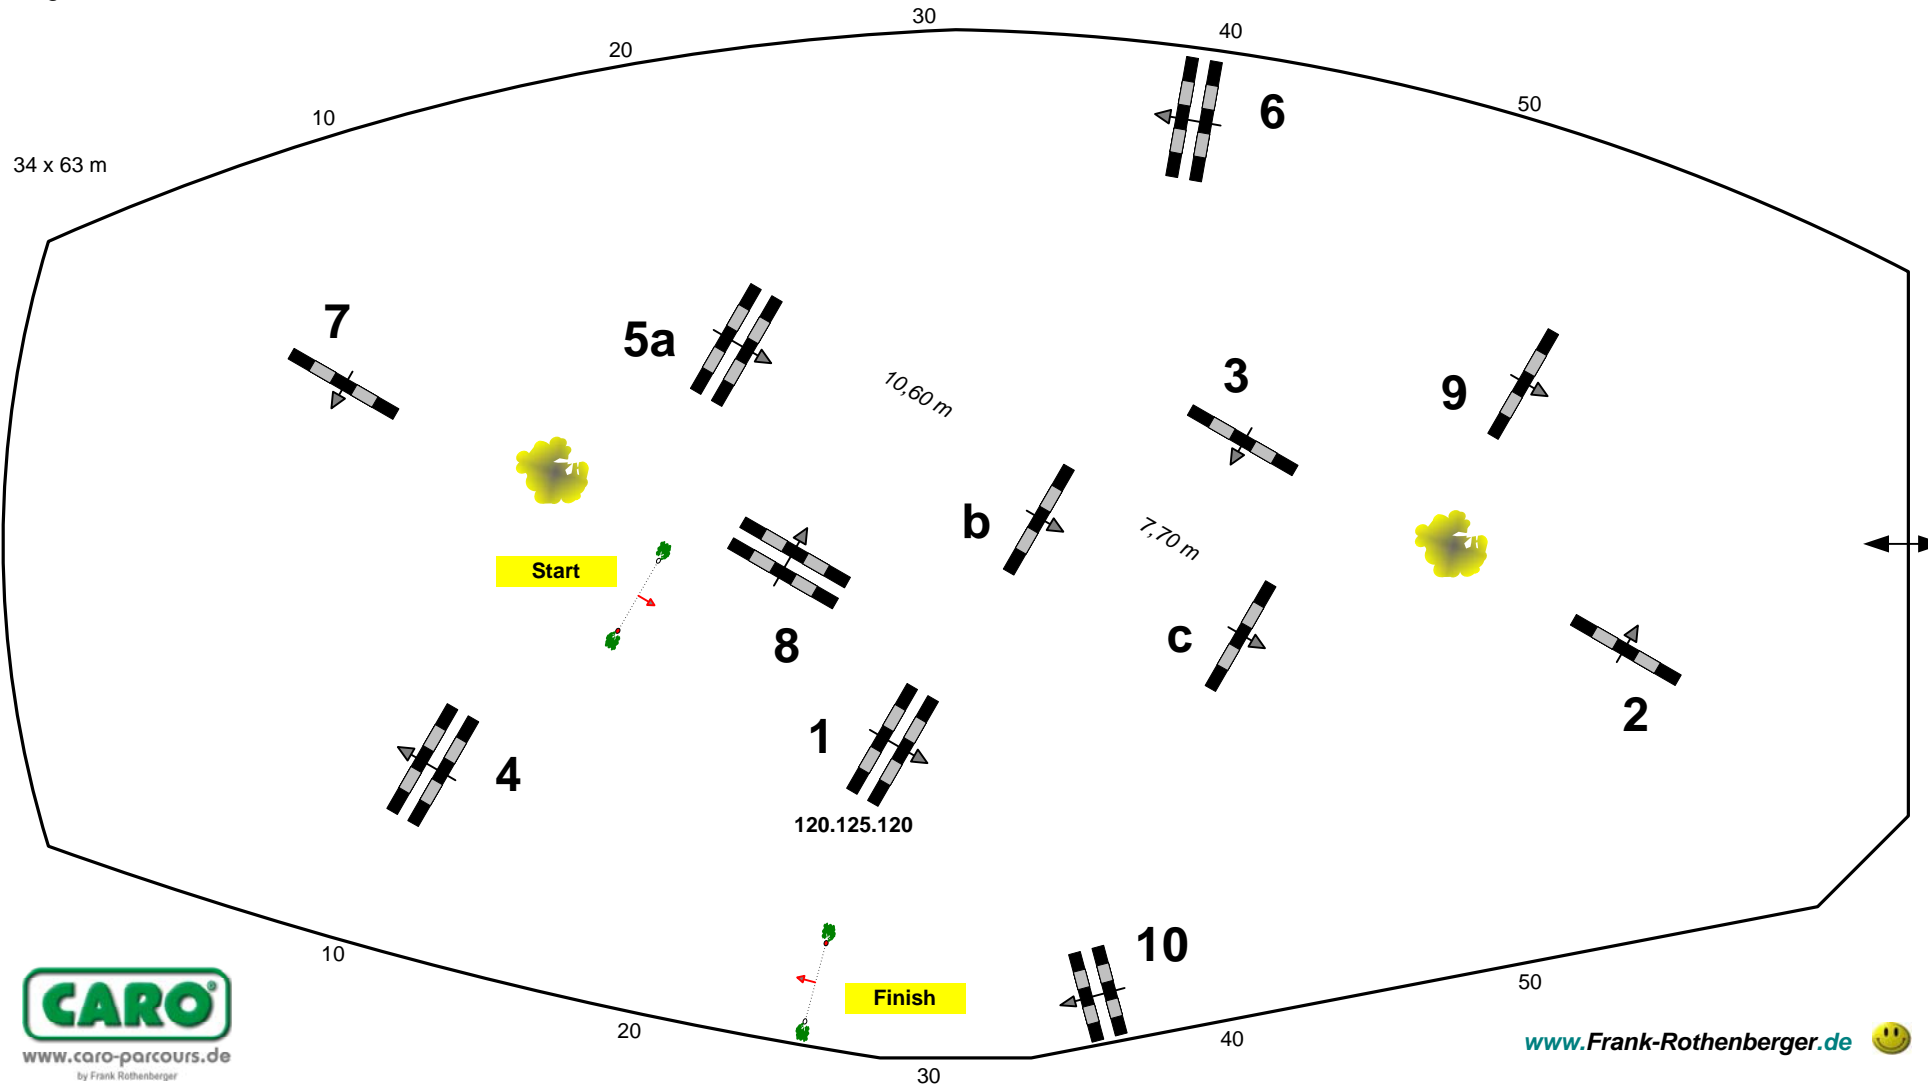 30
40
20
50
10
34 x 63 m
6
7
5a
10,60 m
3
9
b
7,70 m
Start
8
c
2
1
4
120.125.120
10
10
Finish
50
20
40
30
CARO®
www.caro-parcours.de
by Frank Rothenberger
www.Frank-Rothenberger.de